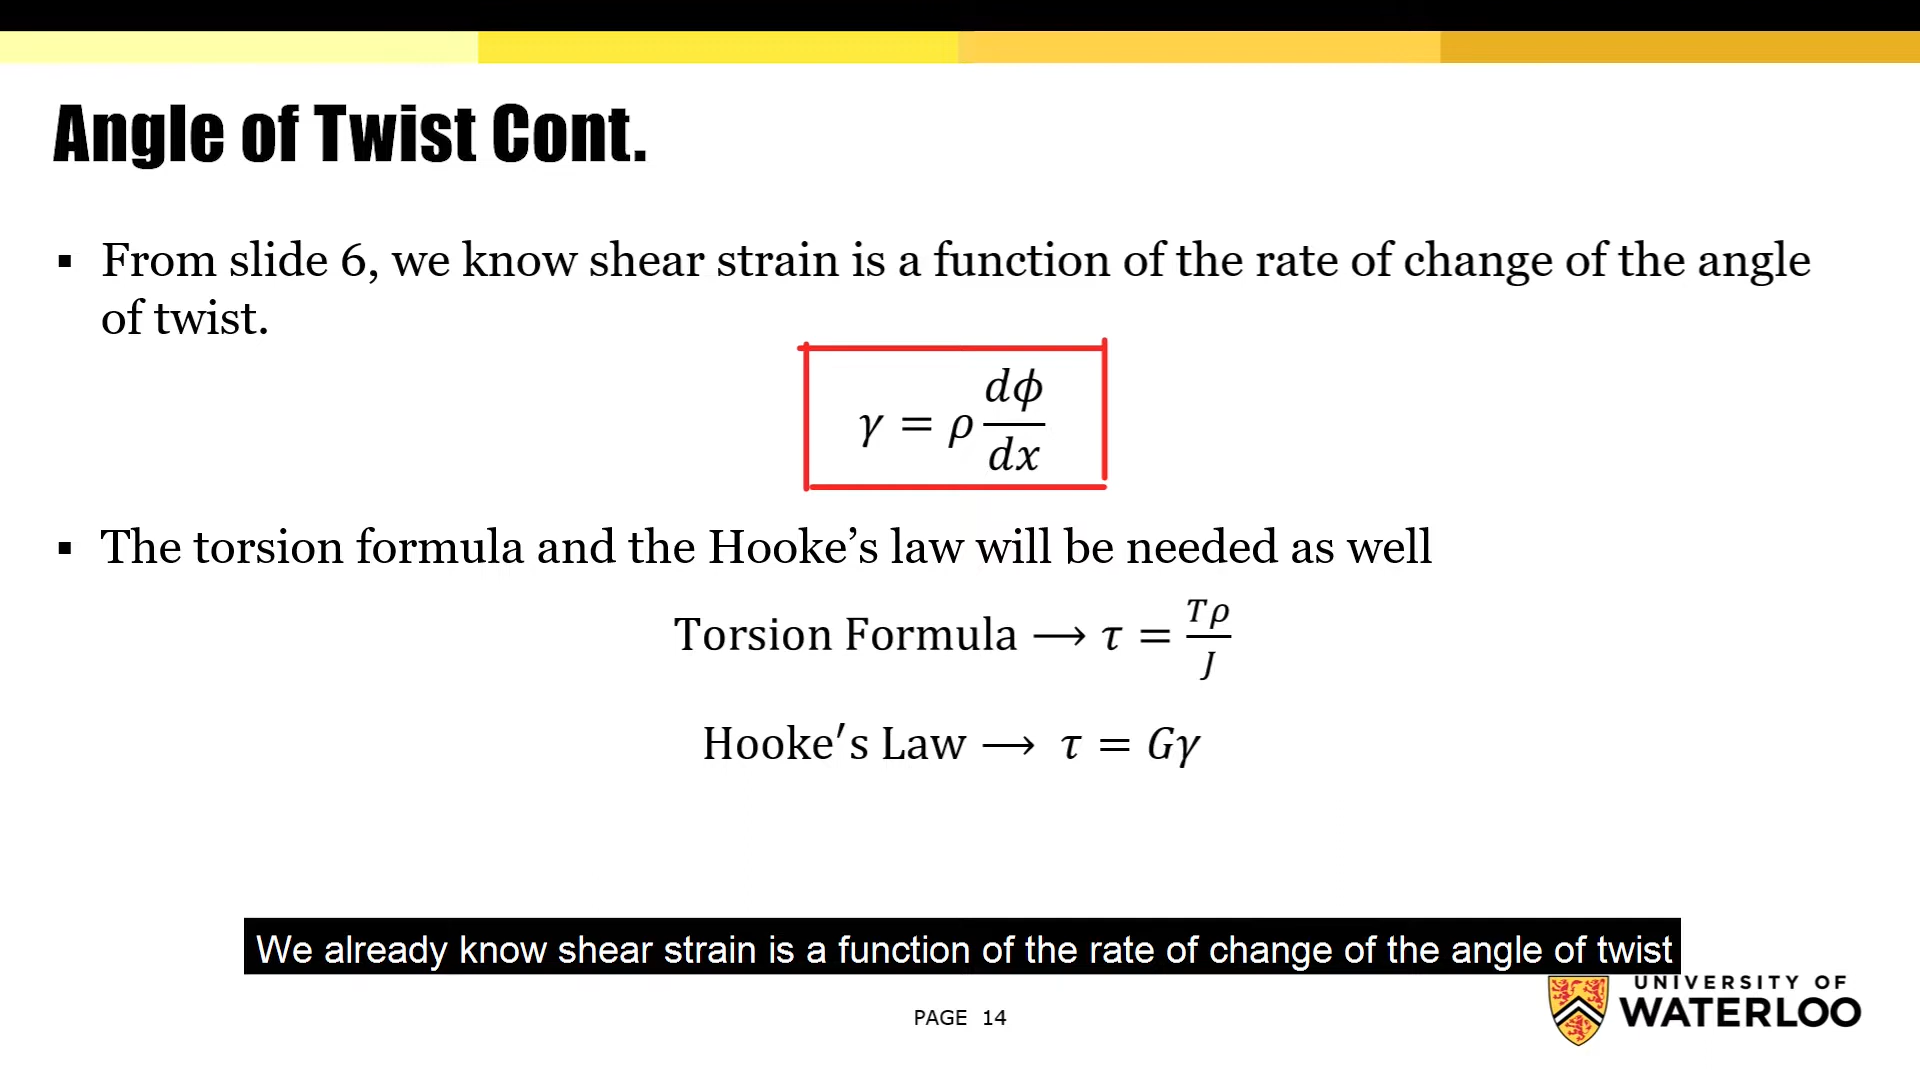 Angle of Twist Cont.
▪ From slide 6, we know shear strain is a function of the rate of change of the angle
of twist.
γ = ρ dϕ/dx
▪ The torsion formula and the Hooke’s law will be needed as well
Torsion Formula ⟶ τ = Tρ/J
Hooke′s Law ⟶ τ = Gγ
We already know shear strain is a function of the rate of change of the angle of twist
PAGE 14
UNIVERSITY OF
WATERLOO